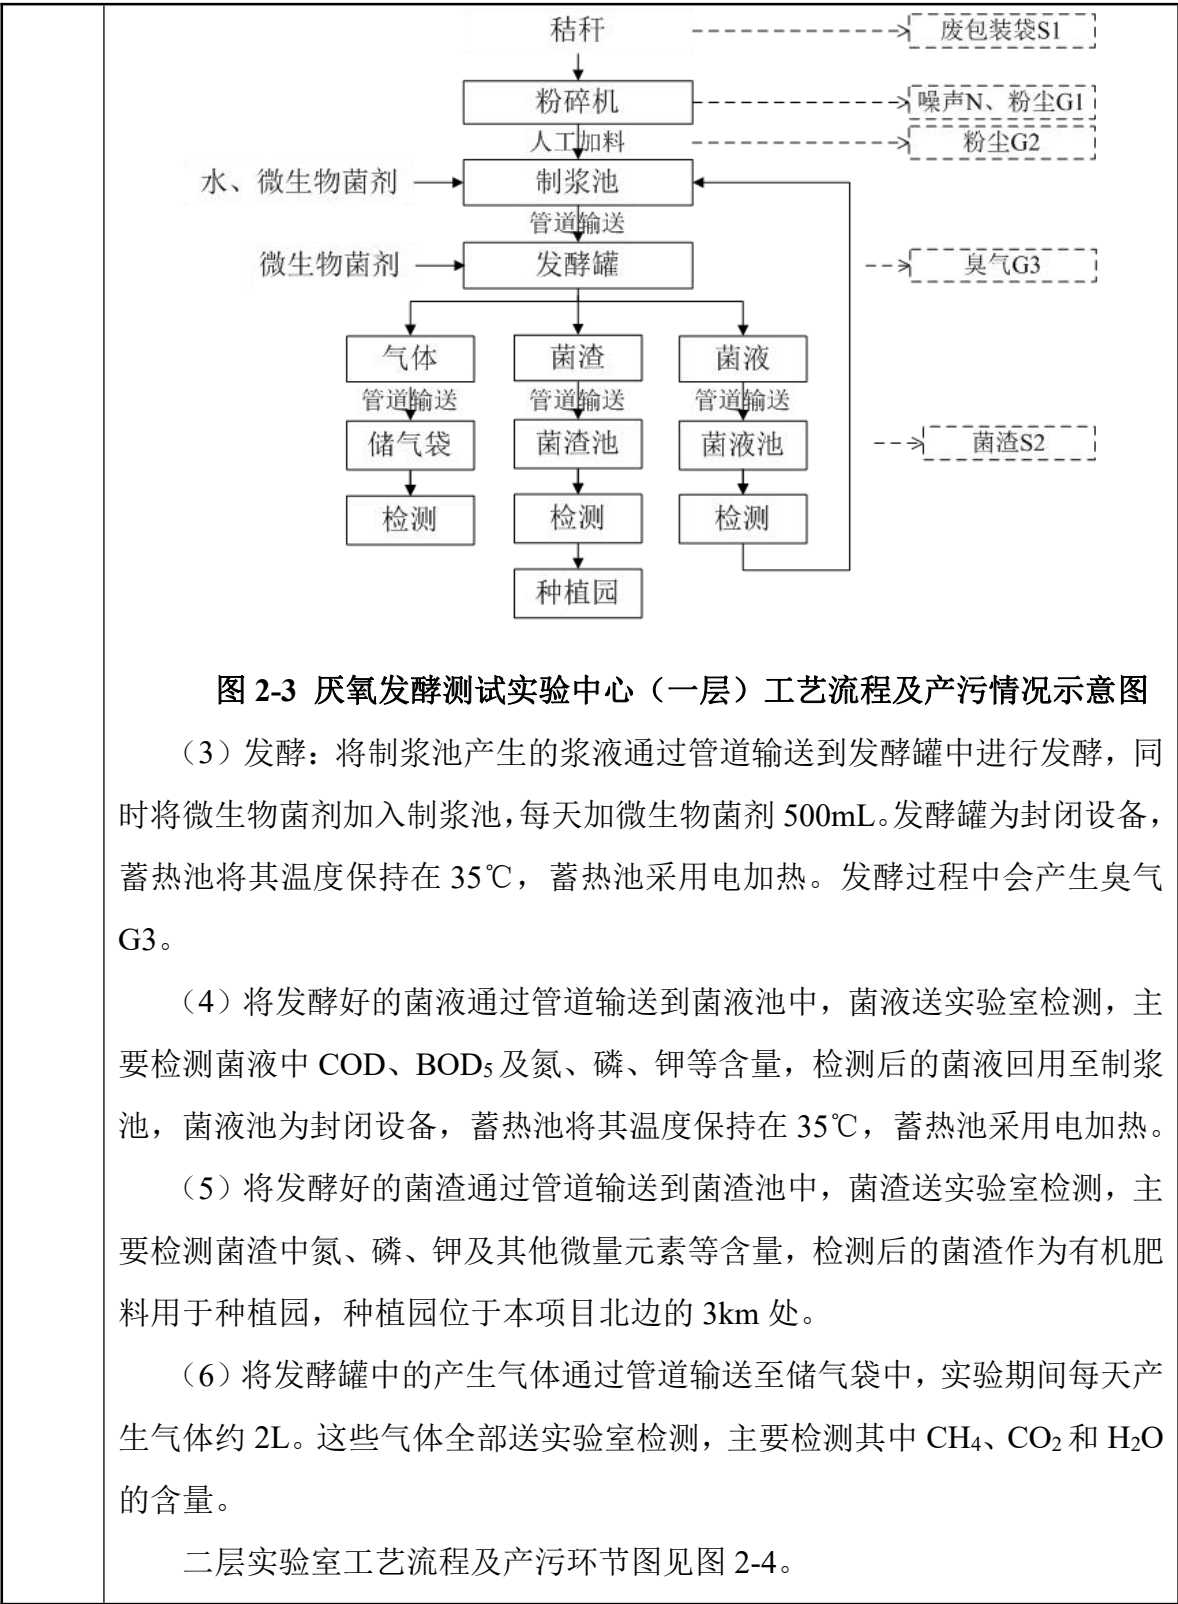 秸秆
废包装袋S1
粉碎机
噪声N、粉尘G1
人工加料
粉尘G2
水、微生物菌剂
制浆池
管道输送
微生物菌剂
发酵罐
臭气G3
气体
菌渣
菌液
管道输送
管道输送
管道输送
储气袋
菌渣池
菌液池
菌渣S2
检测
检测
检测
种植园
图 2-3 厌氧发酵测试实验中心（一层）工艺流程及产污情况示意图
（3）发酵：将制浆池产生的浆液通过管道输送到发酵罐中进行发酵，同
时将微生物菌剂加入制浆池，每天加微生物菌剂 500mL。发酵罐为封闭设备，
蓄热池将其温度保持在 35℃，蓄热池采用电加热。发酵过程中会产生臭气
G3。
（4）将发酵好的菌液通过管道输送到菌液池中，菌液送实验室检测，主
要检测菌液中 COD、BOD₅及氮、磷、钾等含量，检测后的菌液回用至制浆
池，菌液池为封闭设备，蓄热池将其温度保持在 35℃，蓄热池采用电加热。
（5）将发酵好的菌渣通过管道输送到菌渣池中，菌渣送实验室检测，主
要检测菌渣中氮、磷、钾及其他微量元素等含量，检测后的菌渣作为有机肥
料用于种植园，种植园位于本项目北边的 3km 处。
（6）将发酵罐中的产生气体通过管道输送至储气袋中，实验期间每天产
生气体约 2L。这些气体全部送实验室检测，主要检测其中 CH₄、CO₂ 和 H₂O
的含量。
二层实验室工艺流程及产污环节图见图 2-4。